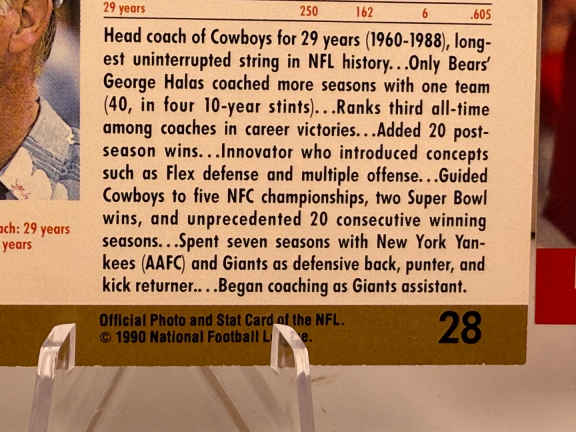 29 years 250 162 6 .605
Head coach of Cowboys for 29 years (1960-1988), long-
est uninterrupted string in NFL history...Only Bears'
George Halas coached more seasons with one team
(40, in four 10-year stints)...Ranks third all-time
among coaches in career victories...Added 20 post-
season wins...Innovator who introduced concepts
such as Flex defense and multiple offense...Guided
Cowboys to five NFC championships, two Super Bowl
wins, and unprecedented 20 consecutive winning
seasons...Spent seven seasons with New York Yan-
kees (AAFC) and Giants as defensive back, punter, and
kick returner...Began coaching as Giants assistant.
ach: 29 years
years
Official Photo and Stat Card of the NFL.
© 1990 National Football
28